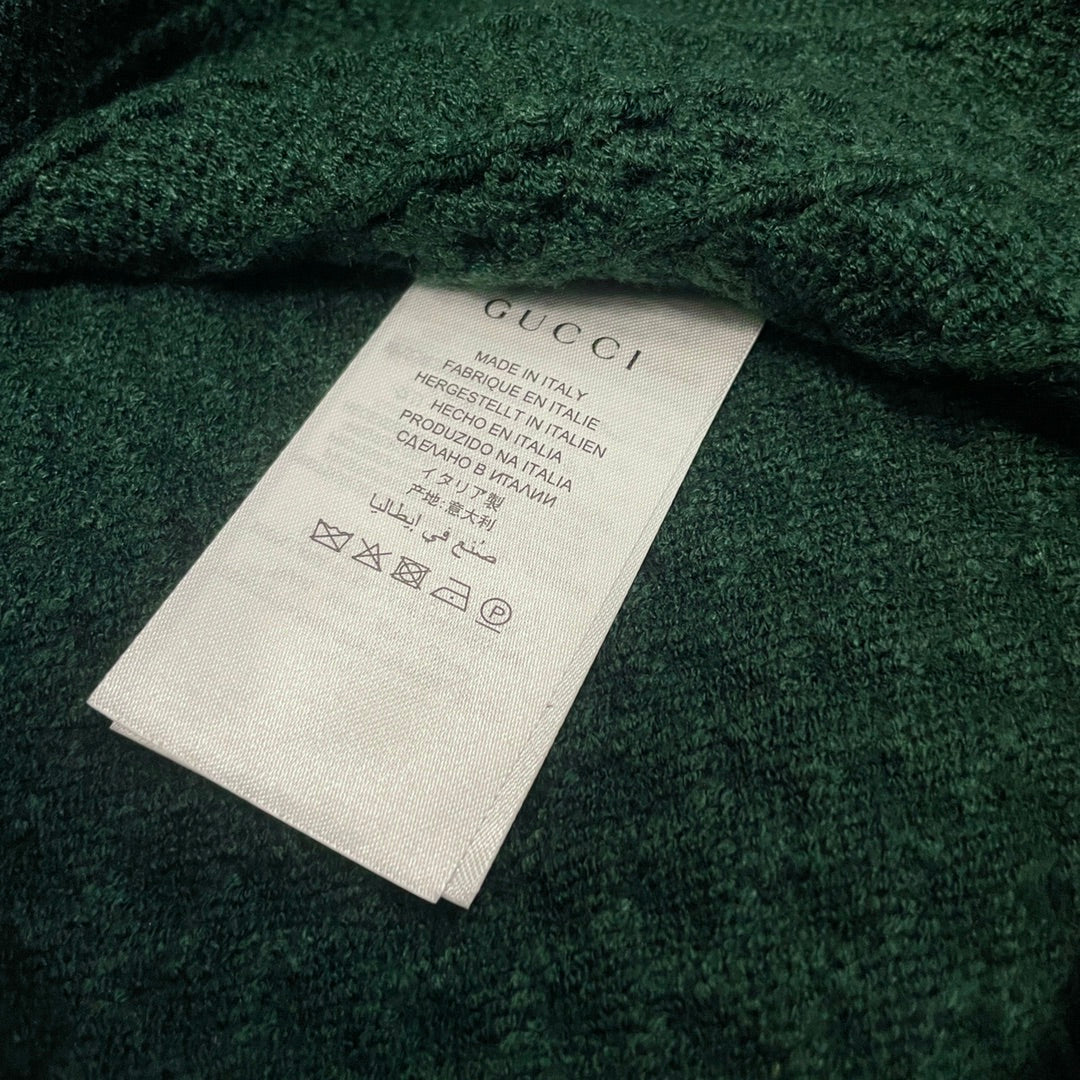 GUCCI
MADE IN ITALY
FABRIQUE EN ITALIE
HERGESTELLT IN ITALIEN
HECHO EN ITALIA
PRODUZIDO NA ITALIA
СДЕЛАНО В ИТАЛИИ
イタリア製
产地:意大利
صُنع في إيطاليا
P